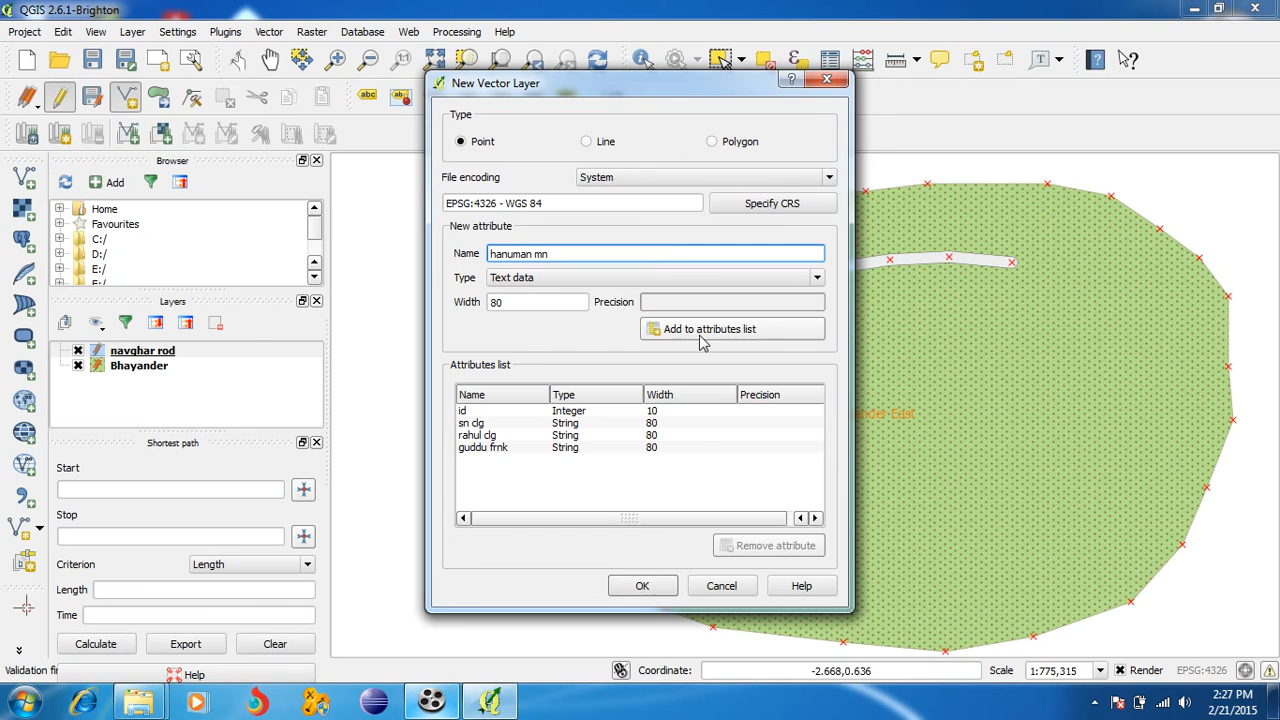 QGIS 2.6.1-Brighton
Project Edit View Layer Settings Plugins Vector Raster Database Web Processing Help
New Vector Layer
Type
Point Line Polygon
File encoding System
EPSG:4326 - WGS 84 Specify CRS
New attribute
Name hanuman mn
Type Text data
Width 80 Precision
Add to attributes list
Attributes list
Name Type Width Precision
id Integer 10
sn clg String 80
rahul clg String 80
guddu frnk String 80
Remove attribute
OK Cancel Help
abc abc
T
Browser
Add
Home
Favourites
C:/
D:/
E:/
Layers
navghar rod
Bhayander
Shortest path
Start
Stop
Criterion Length
Length
Time
Calculate Export Clear
Help
ander East
Coordinate: -2.668,0.636 Scale 1:775,315 Render EPSG:4326
2:27 PM
2/21/2015